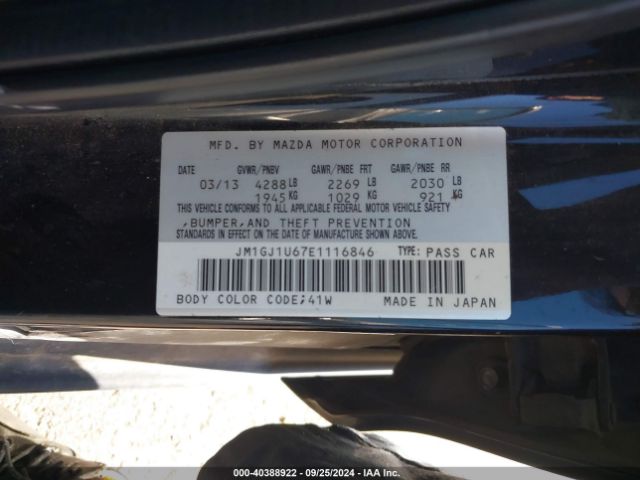 MFD. BY MAZDA MOTOR CORPORATION
DATE GVWR/PNBV GAWR/PNBE FRT GAWR/PNBE RR
03/13 4288 LB 2269 LB 2030 LB
1945 KG 1029 KG 921 KG
THIS VEHICLE CONFORMS TO ALL APPLICABLE FEDERAL MOTOR VEHICLE SAFETY
,BUMPER,AND THEFT PREVENTION
STANDARDS IN EFFECT ON THE DATE OF MANUFACTURE SHOWN ABOVE.
JM1GJ1U67E1116846 TYPE: PASS CAR
BODY COLOR CODE;41W MADE IN JAPAN
000-40388922 - 09/25/2024 - IAA Inc.